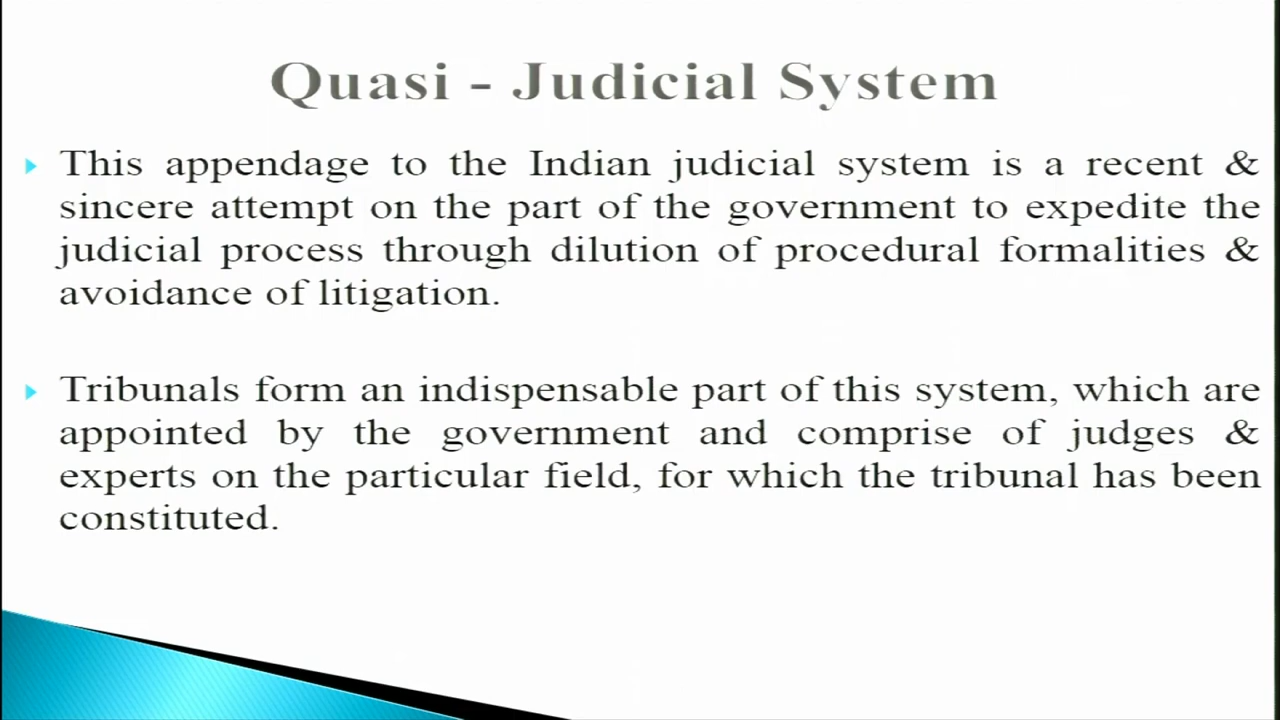 Quasi - Judicial System
This appendage to the Indian judicial system is a recent &
sincere attempt on the part of the government to expedite the
judicial process through dilution of procedural formalities &
avoidance of litigation.
Tribunals form an indispensable part of this system, which are
appointed by the government and comprise of judges &
experts on the particular field, for which the tribunal has been
constituted.